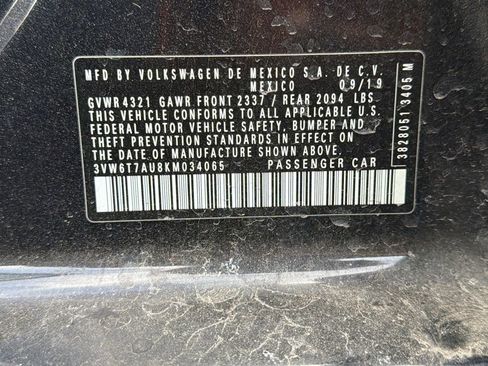 MFD BY VOLKSWAGEN DE MEXICO S.A. DE C.V.
MEXICO 09/19
GVWR 4321 GAWR FRONT 2337 / REAR 2094 LBS
THIS VEHICLE CONFORMS TO ALL APPLICABLE U.S.
FEDERAL MOTOR VEHICLE SAFETY, BUMPER AND
THEFT PREVENTION STANDARDS IN EFFECT ON
THE DATE OF MANUFACTURE SHOWN ABOVE.
3VW6T7AU8KM034065 PASSENGER CAR
3828051 3405 M